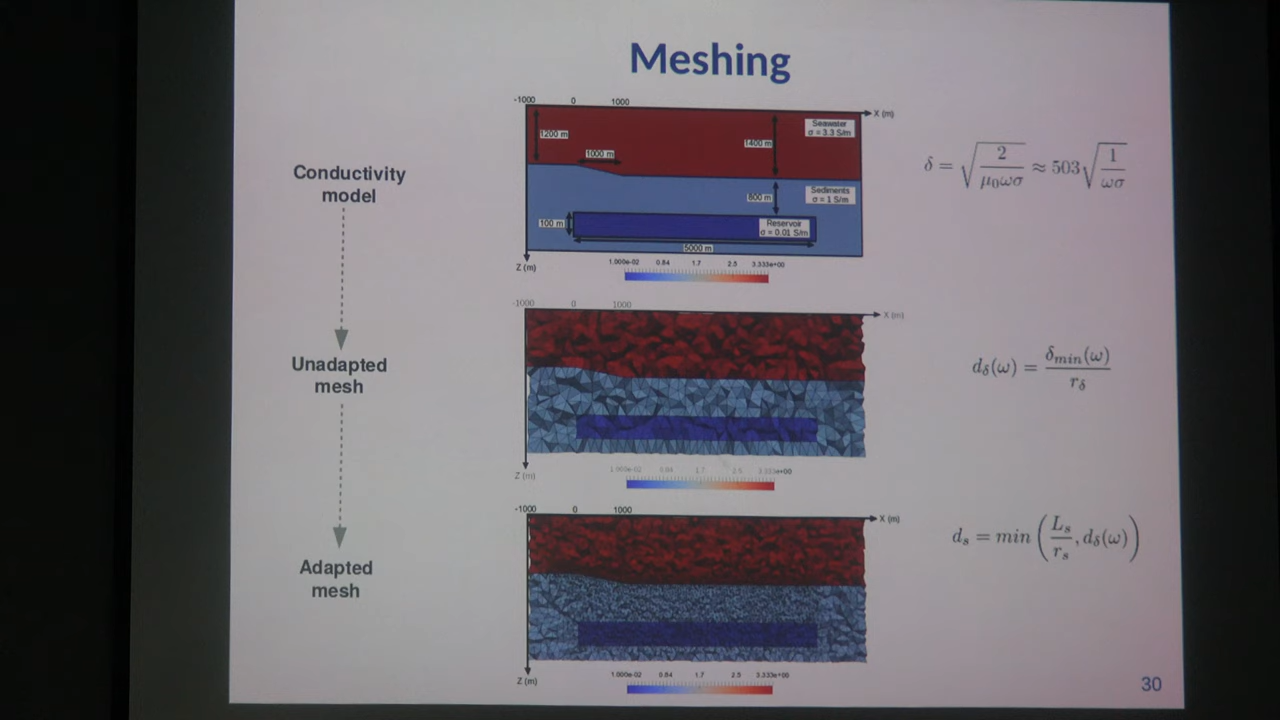 Meshing
Conductivity
model
-1000 0 1000
X (m)
1200 m
1000 m
1400 m
Seawater
σ = 3.3 S/m
800 m
Sediments
σ = 1 S/m
100 m
Reservoir
σ = 0.01 S/m
5000 m
Z (m)
1.000e-02 0.84 1.7 2.5 3.333e+00
δ = √(2/(μ₀ωσ)) ≈ 503√(1/(ωσ))
Unadapted
mesh
-1000 0 1000
X (m)
Z (m)
1.000e-02 0.84 1.7 2.5 3.333e+00
d_δ(ω) = δ_min(ω)/r_δ
Adapted
mesh
-1000 0 1000
X (m)
Z (m)
1.000e-02 0.84 1.7 2.5 3.333e+00
d_s = min(L_s/r_s, d_δ(ω))
30